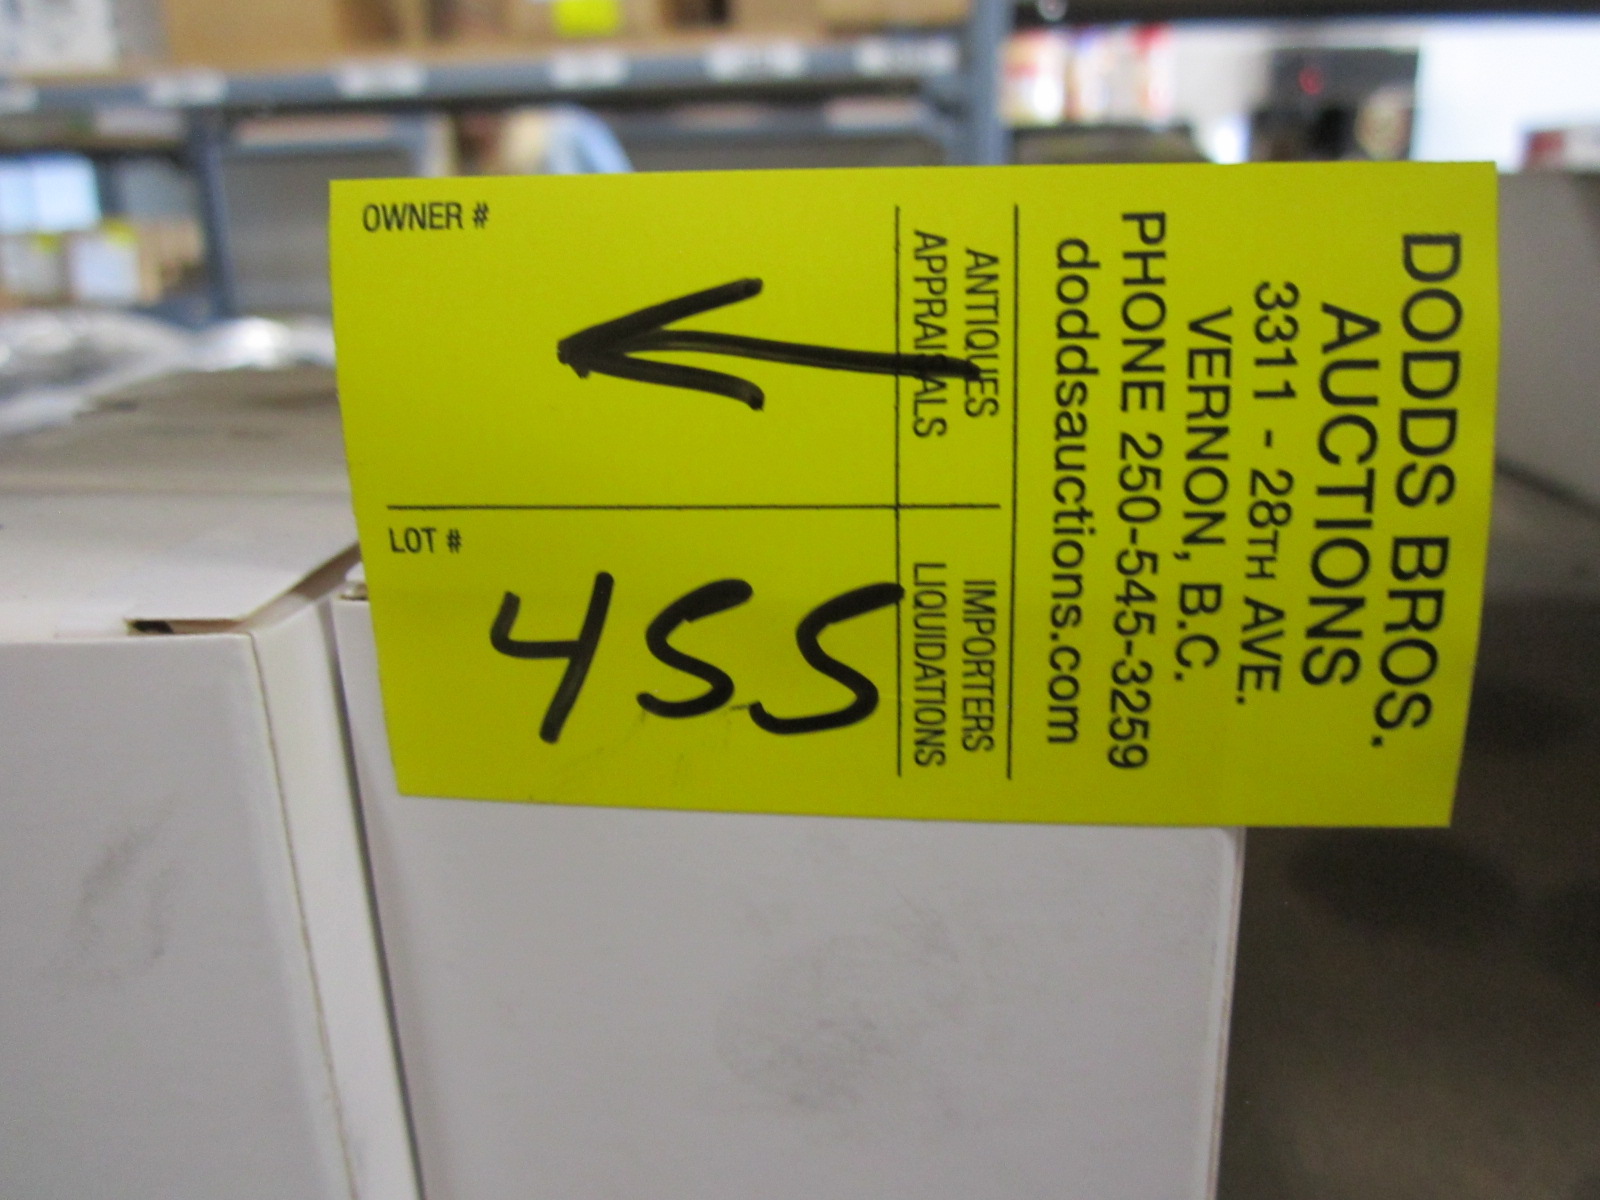 DODDS BROS.
AUCTIONS
3311 - 28TH AVE.
VERNON, B.C.
PHONE 250-545-3259
doddsauctions.com
ANTIQUES IMPORTERS
APPRAISALS LIQUIDATIONS
OWNER #
LOT #
455